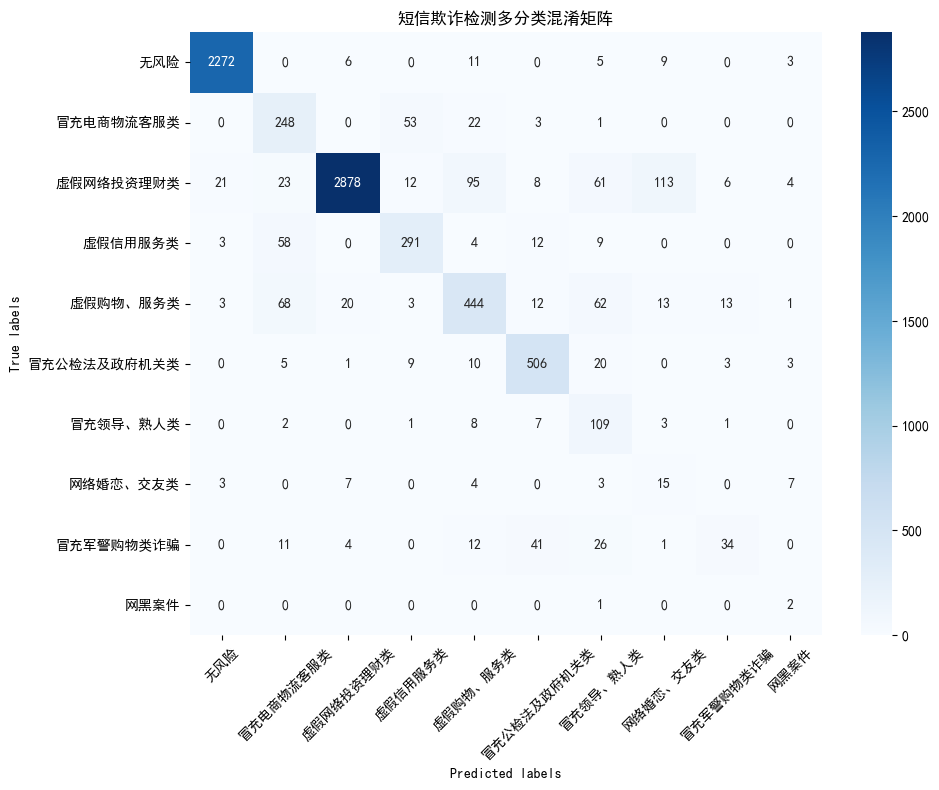 短信欺诈检测多分类混淆矩阵
无风险 2272 0 6 0 11 0 5 9 0 3
冒充电商物流客服类 0 248 0 53 22 3 1 0 0 0
虚假网络投资理财类 21 23 2878 12 95 8 61 113 6 4
虚假信用服务类 3 58 0 291 4 12 9 0 0 0
虚假购物、服务类 3 68 20 3 444 12 62 13 13 1
冒充公检法及政府机关类 0 5 1 9 10 506 20 0 3 3
冒充领导、熟人类 0 2 0 1 8 7 109 3 1 0
网络婚恋、交友类 3 0 7 0 4 0 3 15 0 7
冒充军警购物类诈骗 0 11 4 0 12 41 26 1 34 0
网黑案件 0 0 0 0 0 0 1 0 0 2
True labels
无风险
冒充电商物流客服类
虚假网络投资理财类
虚假信用服务类
虚假购物、服务类
冒充公检法及政府机关类
冒充领导、熟人类
网络婚恋、交友类
冒充军警购物类诈骗
网黑案件
Predicted labels
2500
2000
1500
1000
500
0